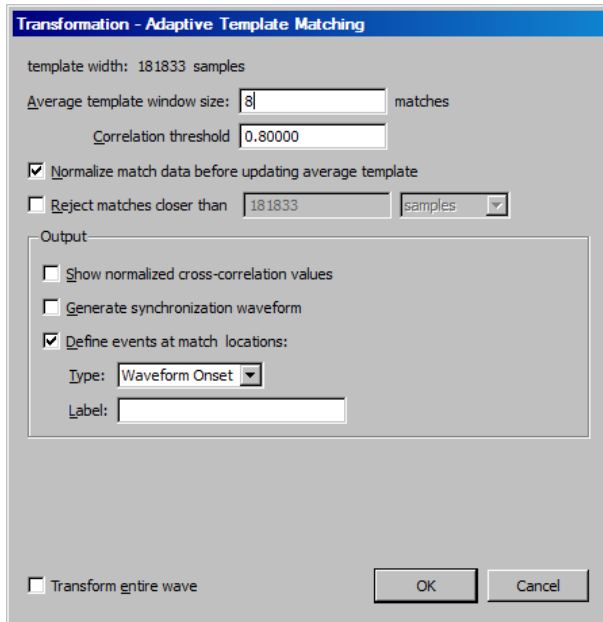 Transformation - Adaptive Template Matching
template width: 181833 samples
Average template window size: 8 matches
Correlation threshold 0.80000
Normalize match data before updating average template
Reject matches closer than 181833 samples
Output
Show normalized cross-correlation values
Generate synchronization waveform
Define events at match locations:
Type: Waveform Onset
Label:
Transform entire wave OK Cancel